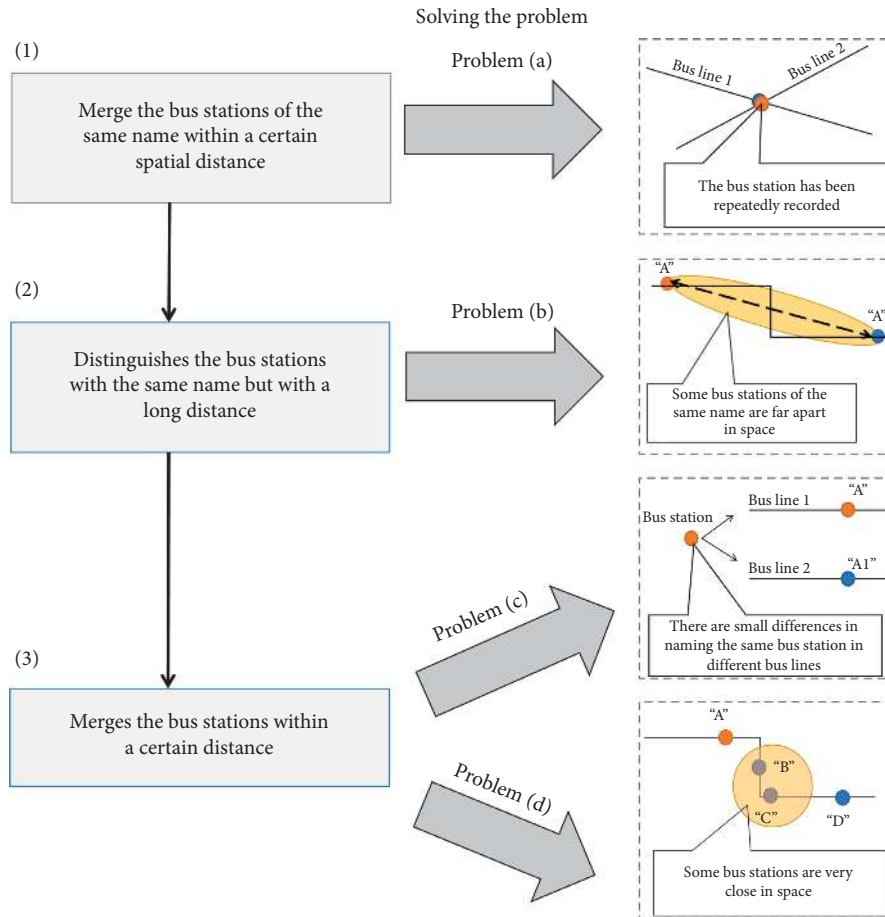 Solving the problem
(1)
Merge the bus stations of the
same name within a certain
spatial distance
Problem (a)
Bus line 1
Bus line 2
The bus station has been
repeatedly recorded
(2)
Distinguishes the bus stations
with the same name but with a
long distance
Problem (b)
“A”
“A”
Some bus stations of the
same name are far apart
in space
(3)
Merges the bus stations within
a certain distance
Problem (c)
Bus station
Bus line 1
“A”
Bus line 2
“A1”
There are small differences in
naming the same bus station in
different bus lines
Problem (d)
“A”
“B”
“C”
“D”
Some bus stations are very
close in space